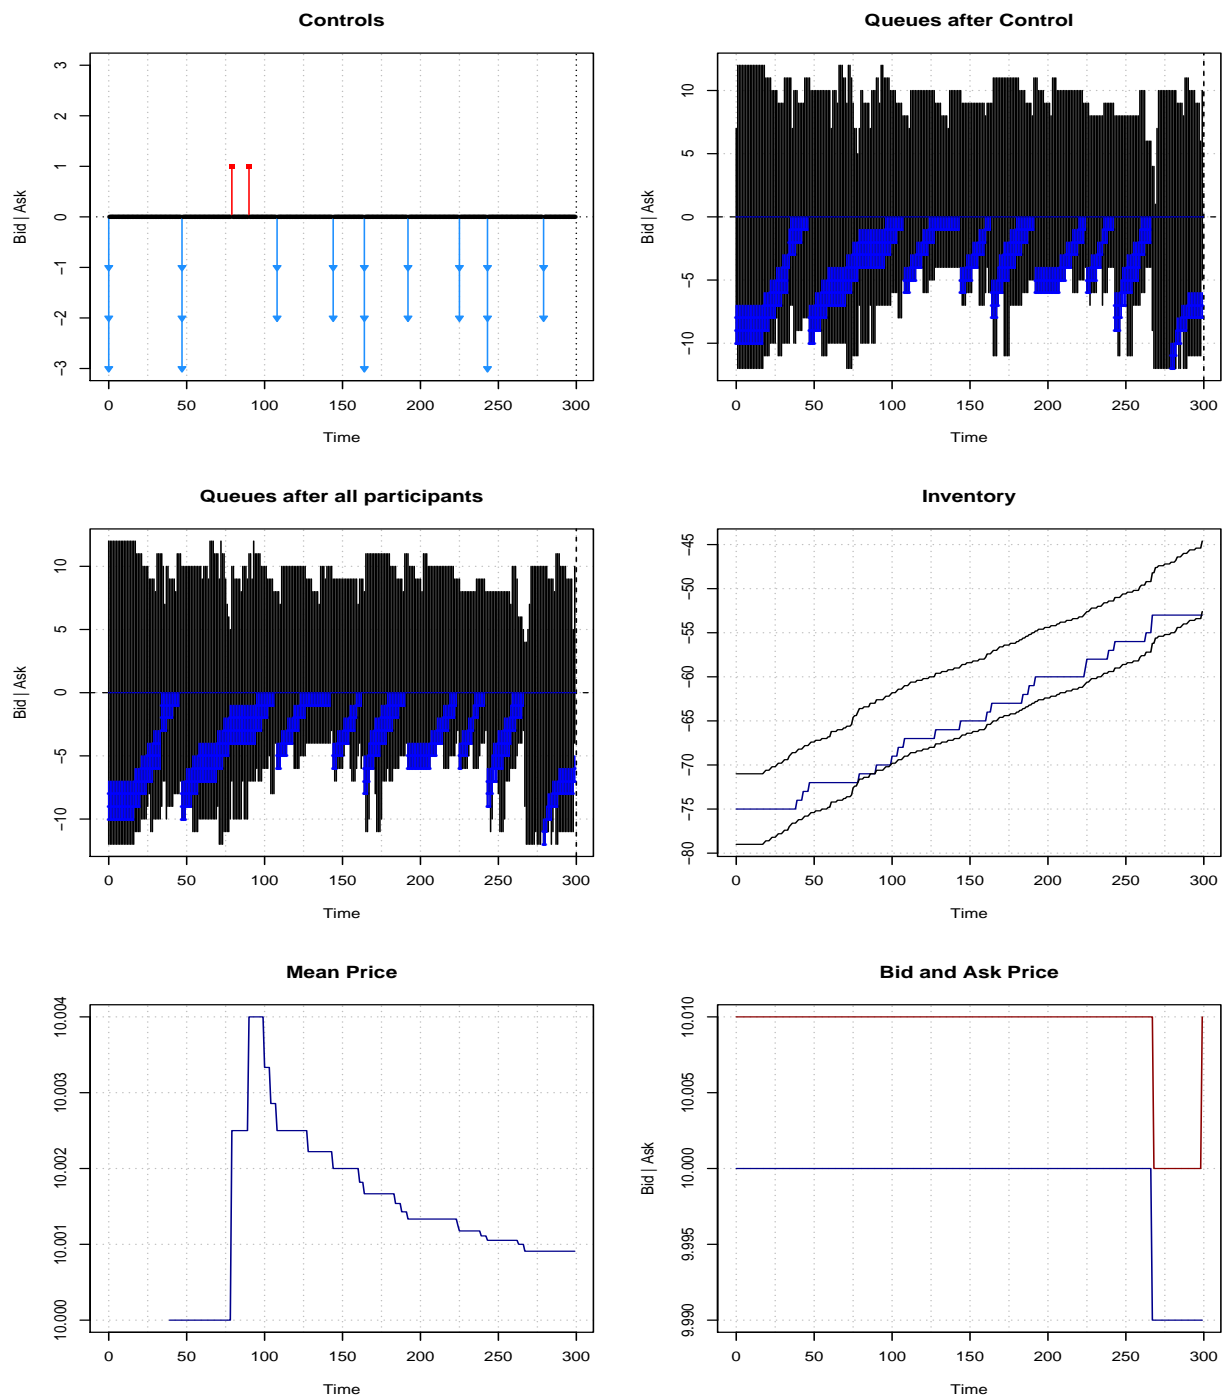 Controls
Queues after Control
Bid | Ask
3
2
1
0
-1
-2
-3
0 50 100 150 200 250 300
Time
Bid | Ask
10
5
0
-5
-10
0 50 100 150 200 250 300
Time
Queues after all participants
Inventory
Bid | Ask
10
5
0
-5
-10
0 50 100 150 200 250 300
Time
-45
-50
-55
-60
-65
-70
-75
-80
0 50 100 150 200 250 300
Time
Mean Price
Bid and Ask Price
10.004
10.003
10.002
10.001
10.000
0 50 100 150 200 250 300
Time
Bid | Ask
10.010
10.005
10.000
9.995
9.990
0 50 100 150 200 250 300
Time